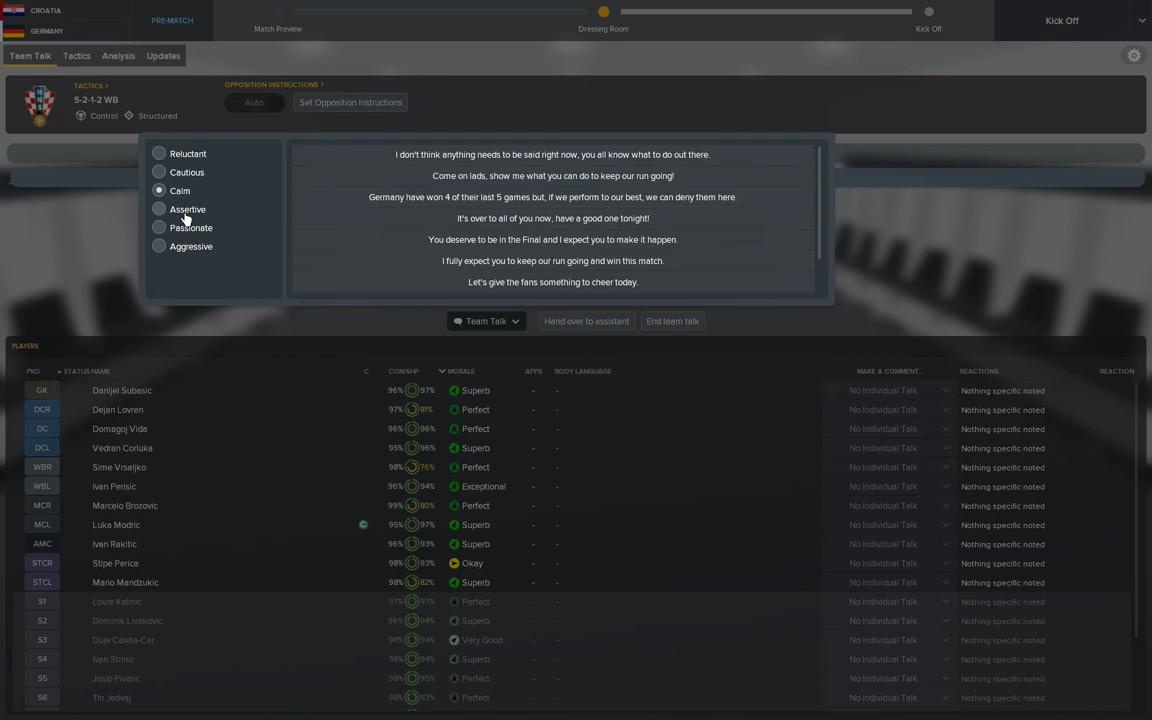 CROATIA
GERMANY
PRE-MATCH
Match Preview
Dressing Room
Kick Off
Kick Off
Team Talk
Tactics
Analysis
Updates
TACTICS >
5-2-1-2 WB
Control
Structured
OPPOSITION INSTRUCTIONS >
Auto
Set Opposition Instructions
Reluctant
Cautious
Calm
Assertive
Passionate
Aggressive
I don't think anything needs to be said right now, you all know what to do out there.
Come on lads, show me what you can do to keep our run going!
Germany have won 4 of their last 5 games but, if we perform to our best, we can deny them here.
It's over to all of you now, have a good one tonight!
You deserve to be in the Final and I expect you to make it happen.
I fully expect you to keep our run going and win this match.
Let's give the fans something to cheer today.
Team Talk
Hand over to assistant
End team talk
PLAYERS
PKD STATUS NAME C CON/SHP MORALE APPS BODY LANGUAGE MAKE A COMMENT... REACTIONS REACTION
GK Danijel Subasic 96% 97% Superb - - No Individual Talk Nothing specific noted
DCR Dejan Lovren 97% 81% Perfect - - No Individual Talk Nothing specific noted
DC Domagoj Vida 96% 96% Perfect - - No Individual Talk Nothing specific noted
DCL Vedran Corluka 95% 96% Superb - - No Individual Talk Nothing specific noted
WBR Sime Vrsaljko 98% 76% Perfect - - No Individual Talk Nothing specific noted
WBL Ivan Perisic 96% 94% Exceptional - - No Individual Talk Nothing specific noted
MCR Marcelo Brozovic 99% 80% Perfect - - No Individual Talk Nothing specific noted
MCL Luka Modric C 95% 97% Superb - - No Individual Talk Nothing specific noted
AMC Ivan Rakitic 96% 93% Superb - - No Individual Talk Nothing specific noted
STCR Stipe Perica 98% 93% Okay - - No Individual Talk Nothing specific noted
STCL Mario Mandzukic 98% 82% Superb - - No Individual Talk Nothing specific noted
S1 Lovre Kalinic 97% 97% Perfect - - No Individual Talk Nothing specific noted
S2 Dominik Livakovic 96% 94% Superb - - No Individual Talk Nothing specific noted
S3 Duje Caleta-Car 98% 94% Very Good - - No Individual Talk Nothing specific noted
S4 Ivan Strinic 98% 94% Superb - - No Individual Talk Nothing specific noted
S5 Josip Pivaric 98% 95% Perfect - - No Individual Talk Nothing specific noted
S6 Tin Jedvaj 98% 93% Perfect - - No Individual Talk Nothing specific noted